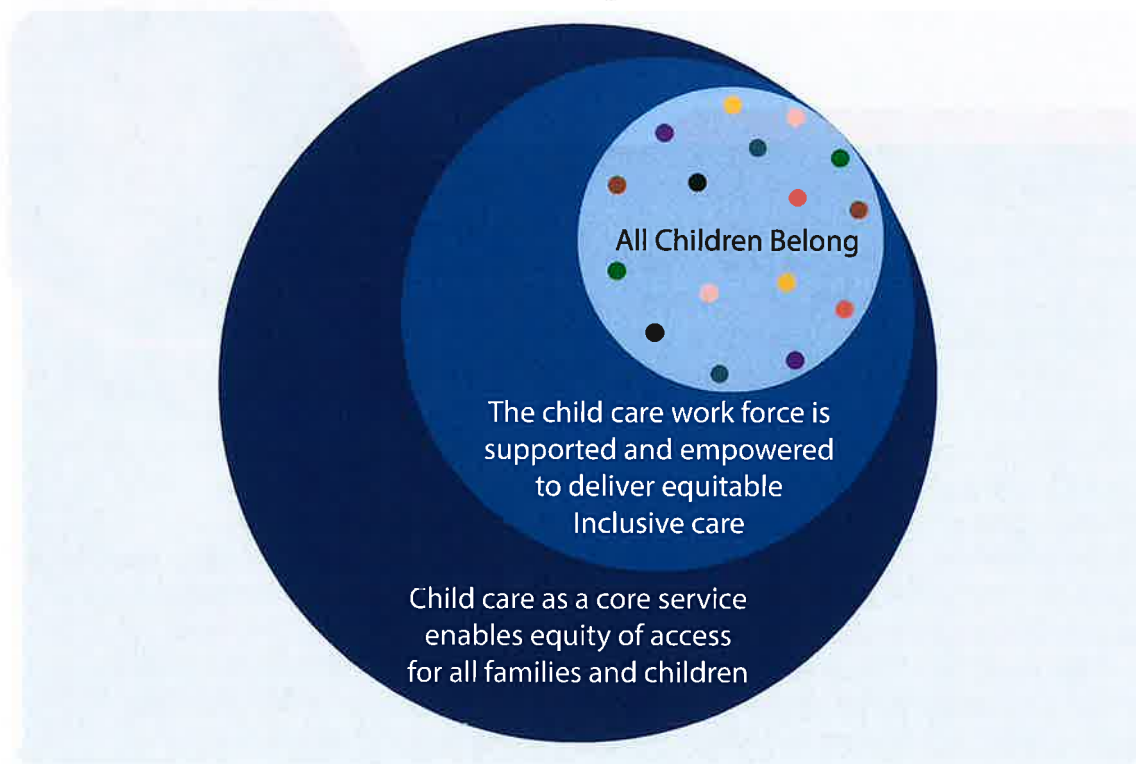 All Children Belong
The child care work force is
supported and empowered
to deliver equitable
Inclusive care
Child care as a core service
enables equity of access
for all families and children